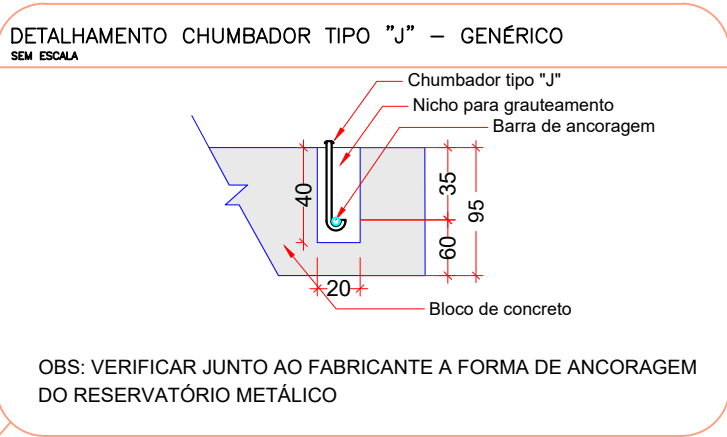 DETALHAMENTO CHUMBADOR TIPO "J" – GENÉRICO
SEM ESCALA
Chumbador tipo "J"
Nicho para grauteamento
Barra de ancoragem
40
35
95
60
20
Bloco de concreto
OBS: VERIFICAR JUNTO AO FABRICANTE A FORMA DE ANCORAGEM
DO RESERVATÓRIO METÁLICO